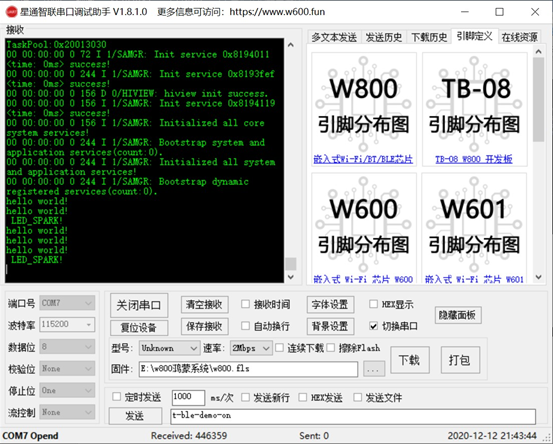 星通智联串口调试助手 V1.8.1.0 更多信息可访问：https://www.w600.fun
接收
TaskPool:0x20013030
00 00:00:00 0 72 I 1/SAMGR: Init service 0x8194011
<time: 0ms> success!
00 00:00:00 0 244 I 1/SAMGR: Init service 0x8193fef
<time: 0ms> success!
00 00:00:00 0 156 D 0/HIVIEW: hiview init success.
00 00:00:00 0 156 I 1/SAMGR: Init service 0x8194119
<time: 0ms> success!
00 00:00:00 0 156 I 1/SAMGR: Initialized all core
system services!
00 00:00:00 0 244 I 1/SAMGR: Bootstrap system and
application services(count:0).
00 00:00:00 0 244 I 1/SAMGR: Initialized all system
and application services!
00 00:00:00 0 244 I 1/SAMGR: Bootstrap dynamic
registered services(count:0).
hello world!
hello world!
LED_SPARK!
hello world!
hello world!
hello world!
LED_SPARK!
多文本发送 发送历史 下载历史 引脚定义 在线资源
W800
引脚分布图
嵌入式Wi-Fi/BT/BLE芯片
TB-08
引脚分布图
TB-08 W800 开发板
W600
引脚分布图
嵌入式 Wi-Fi 芯片 W600
W601
引脚分布图
嵌入式 Wi-Fi 芯片 W601
端口号 COM7
波特率 115200
数据位 8
校验位 None
停止位 One
流控制 None
关闭串口 清空接收 接收时间 字体设置 HEX显示
隐藏面板
复位设备 保存接收 自动换行 背景设置 切换串口
型号： Unknown 速率： 2Mbps 连续下载 擦除Flash
下载 打包
固件： E:\w800鸿蒙系统\w800.fls ...
定时发送 1000 ms/次 发送新行 HEX发送 发送文件
发送 t-ble-demo-on
COM7 Opend Received: 446359 Sent: 0 2020-12-12 21:43:44